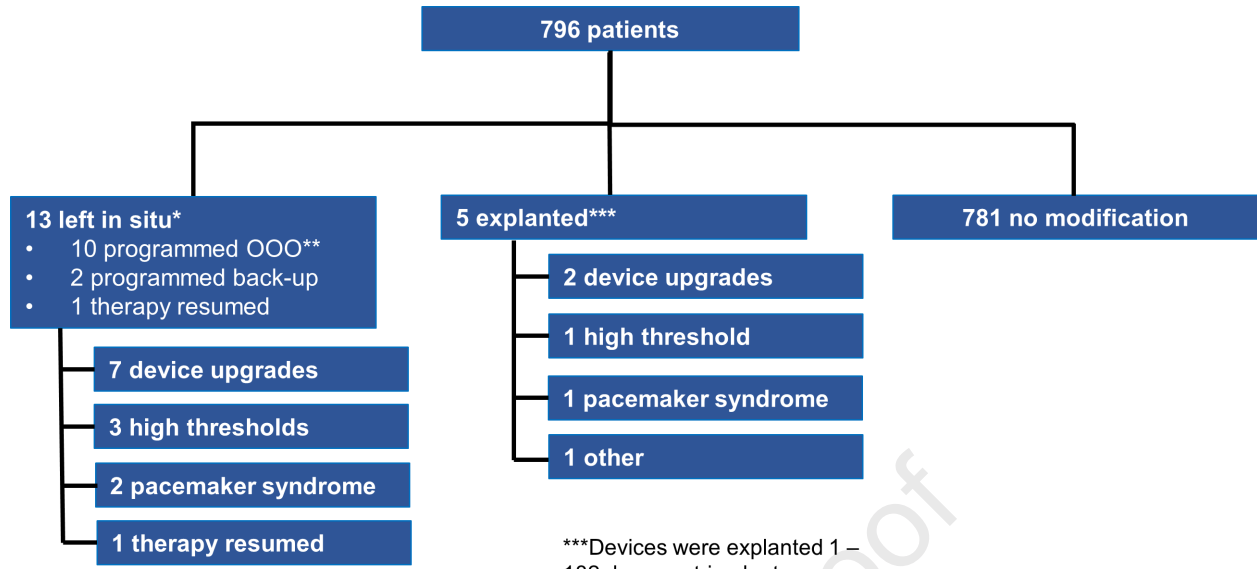 796 patients
13 left in situ*
• 10 programmed OOO**
• 2 programmed back-up
• 1 therapy resumed
7 device upgrades
3 high thresholds
2 pacemaker syndrome
1 therapy resumed
5 explanted***
2 device upgrades
1 high threshold
1 pacemaker syndrome
1 other
781 no modification
***Devices were explanted 1 –
oof